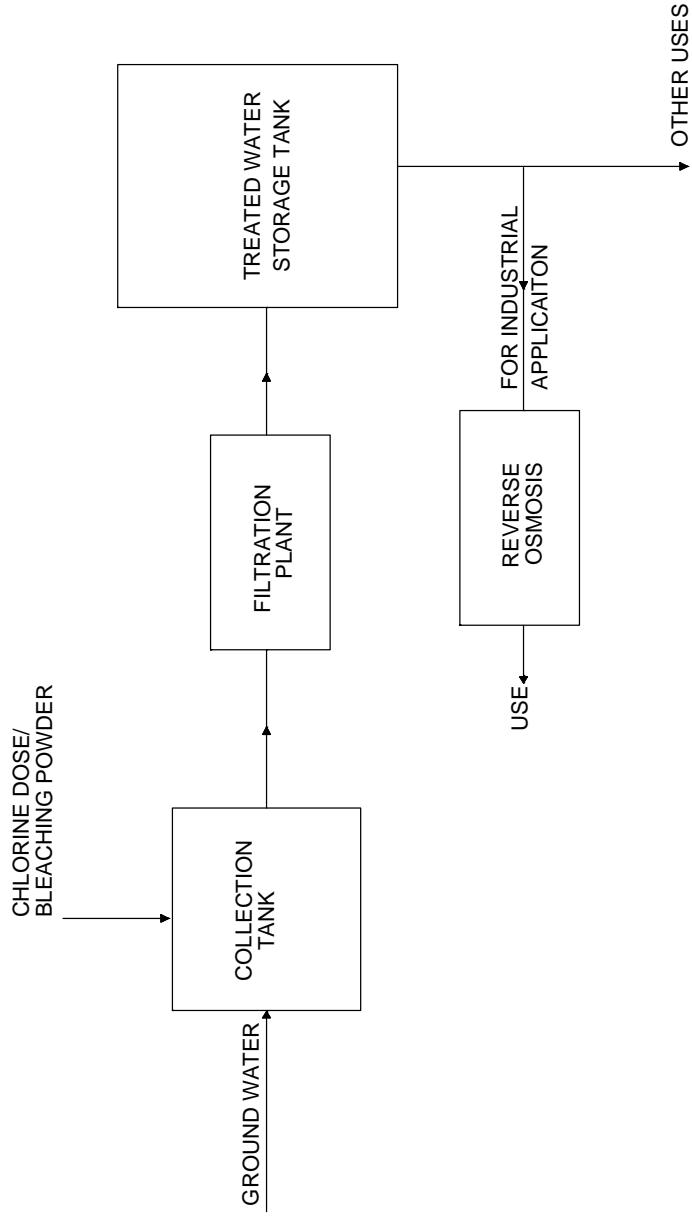 CHLORINE DOSE/
BLEACHING POWDER
GROUND WATER
COLLECTION
TANK
FILTRATION
PLANT
TREATED WATER
STORAGE TANK
FOR INDUSTRIAL
APPLICAITON
REVERSE
OSMOSIS
USE
OTHER USES